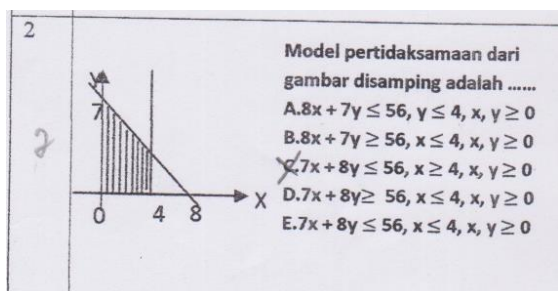 2
Model pertidaksamaan dari
gambar disamping adalah ......
A.8x + 7y ≤ 56, y ≤ 4, x, y ≥ 0
B.8x + 7y ≥ 56, x ≤ 4, x, y ≥ 0
C.7x + 8y ≤ 56, x ≥ 4, x, y ≥ 0
D.7x + 8y≥ 56, x ≤ 4, x, y ≥ 0
E.7x + 8y ≤ 56, x ≤ 4, x, y ≥ 0
Y
7
X
0 4 8
2